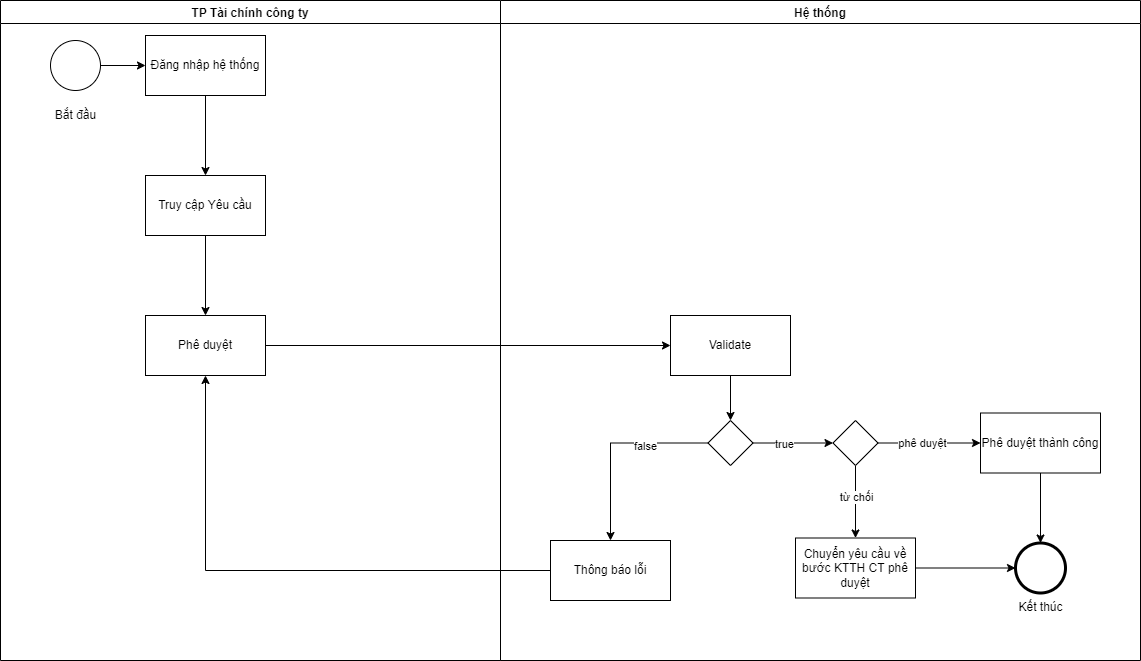 TP Tài chính công ty
Hệ thống
Đăng nhập hệ thống
Bắt đầu
Truy cập Yêu cầu
Phê duyệt
Validate
false
true
phê duyệt
Phê duyệt thành công
từ chối
Thông báo lỗi
Chuyển yêu cầu về
bước KTTH CT phê
duyệt
Kết thúc